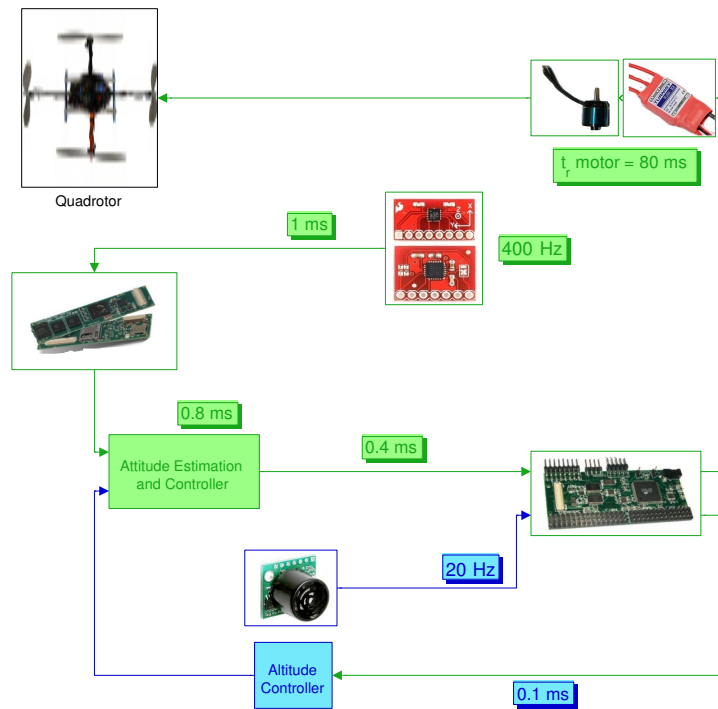 t_r motor = 80 ms
Quadrotor
1 ms
400 Hz
0.8 ms
0.4 ms
Attitude Estimation
and Controller
20 Hz
Altitude
Controller
0.1 ms